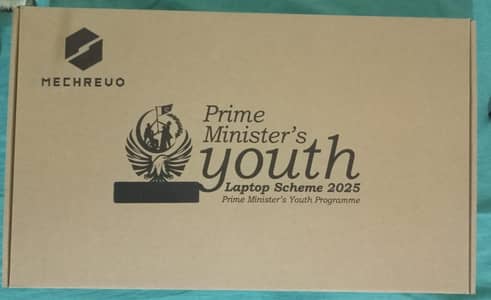 MECHREVO
Prime
Minister's
youth
Laptop Scheme 2025
Prime Minister's Youth Programme